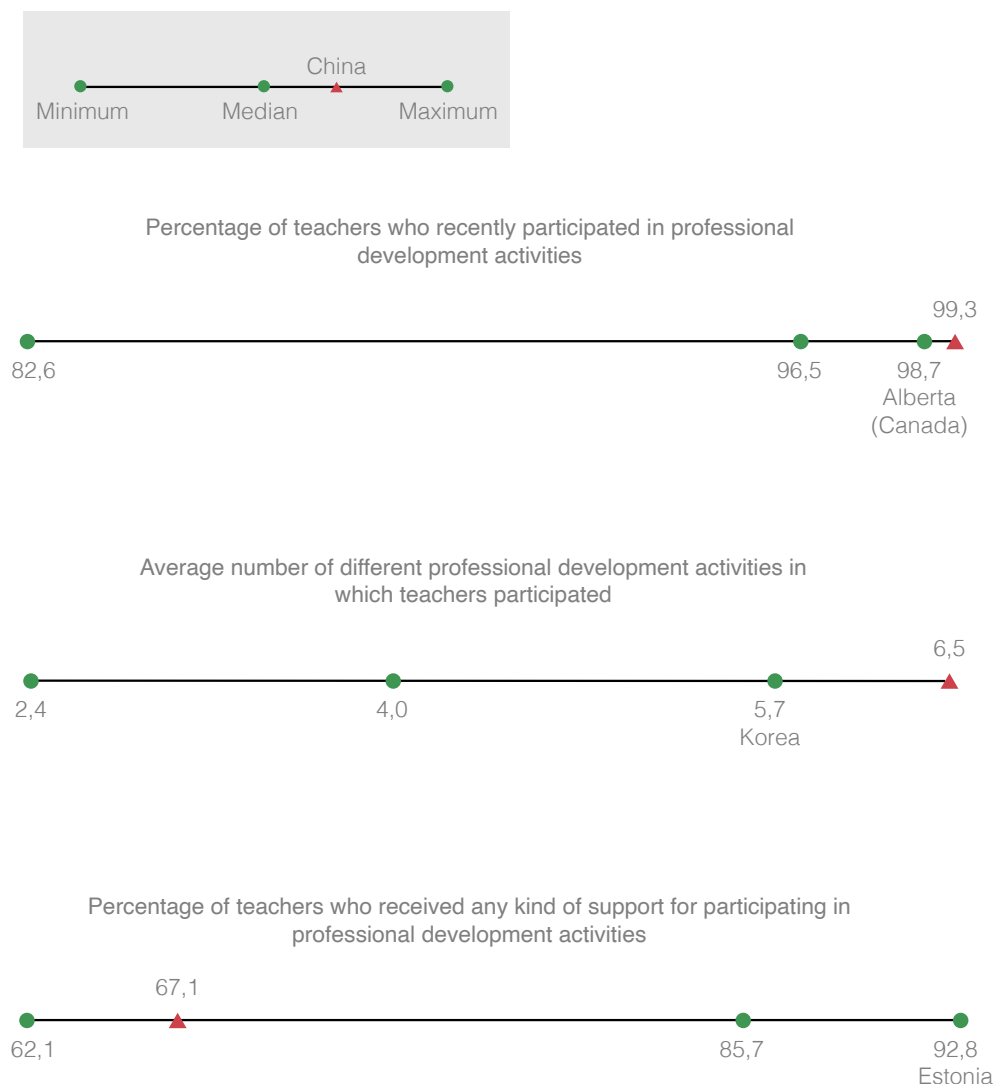 China
Minimum Median Maximum
Percentage of teachers who recently participated in professional
development activities
99,3
82,6 96,5 98,7
Alberta
(Canada)
Average number of different professional development activities in
which teachers participated
6,5
2,4 4,0 5,7
Korea
Percentage of teachers who received any kind of support for participating in
professional development activities
67,1
62,1 85,7 92,8
Estonia